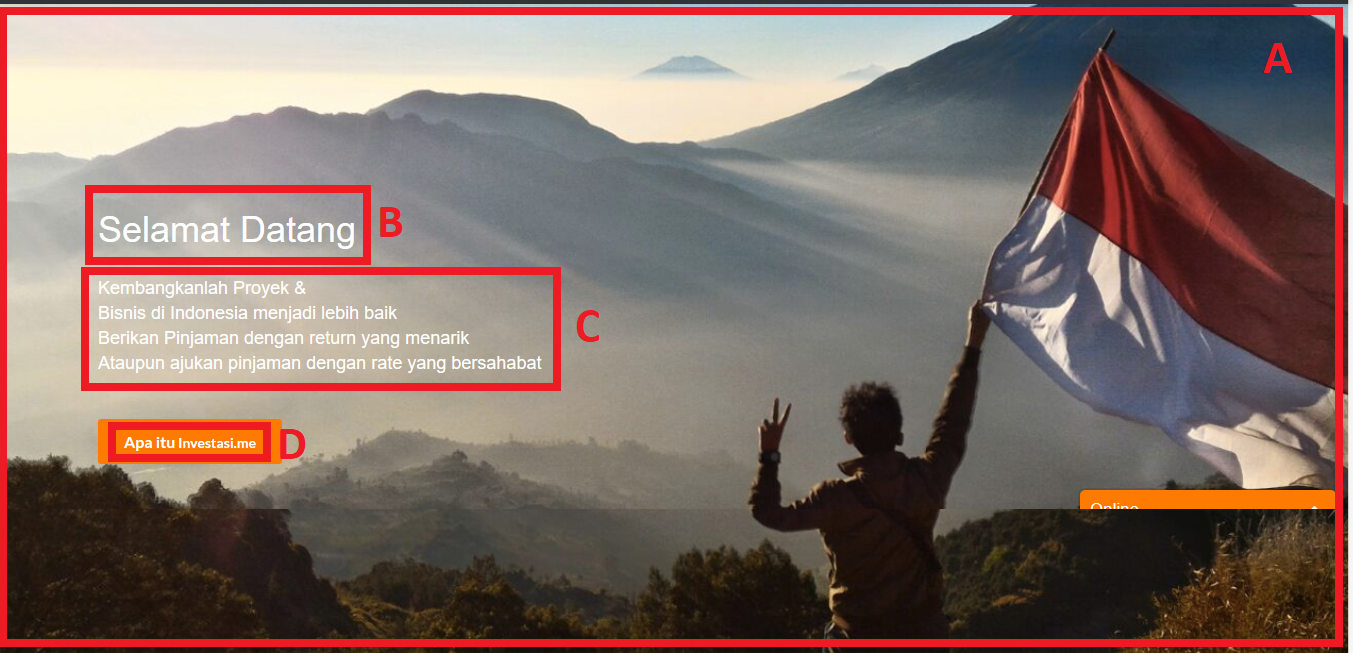 A
Selamat Datang
B
Kembangkanlah Proyek &
Bisnis di Indonesia menjadi lebih baik
Berikan Pinjaman dengan return yang menarik
Ataupun ajukan pinjaman dengan rate yang bersahabat
C
Apa itu Investasi.me
D
Online